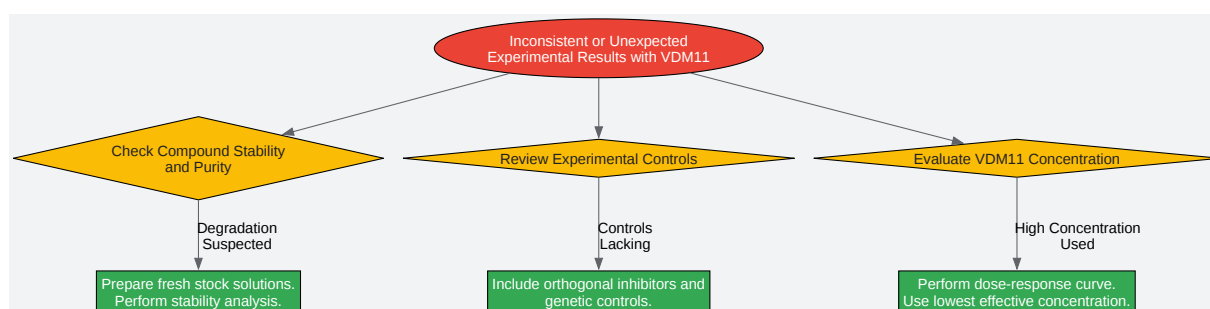 Inconsistent or Unexpected
Experimental Results with VDM11
Check Compound Stability
and Purity
Review Experimental Controls
Evaluate VDM11 Concentration
Degradation
Suspected
Controls
Lacking
High Concentration
Used
Prepare fresh stock solutions.
Perform stability analysis.
Include orthogonal inhibitors and
genetic controls.
Perform dose-response curve.
Use lowest effective concentration.